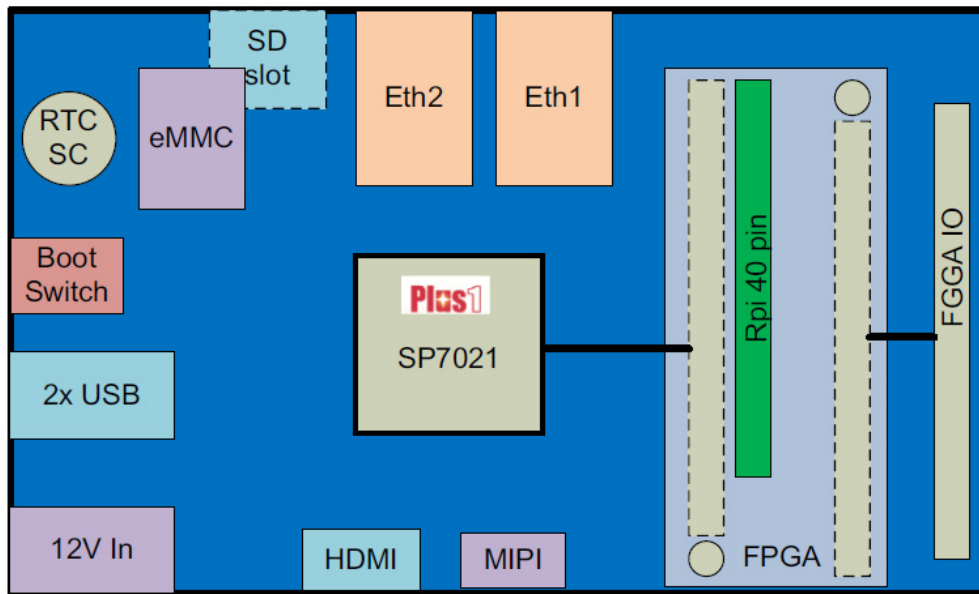 SD
slot
RTC
SC
eMMC
Eth2
Eth1
Boot
Switch
Plus1
SP7021
Rpi 40 pin
FGGA IO
2x USB
12V In
HDMI
MIPI
FPGA